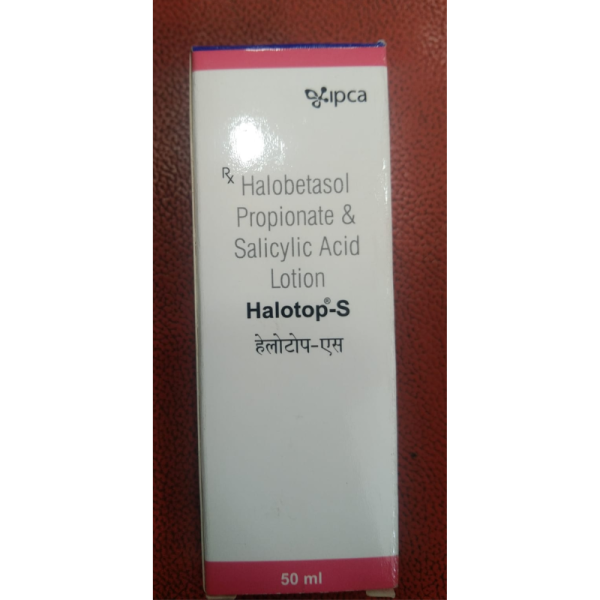 ipca
Rx Halobetasol
Propionate &
Salicylic Acid
Lotion
Halotop®-S
हेलोटोप-एस
50 ml